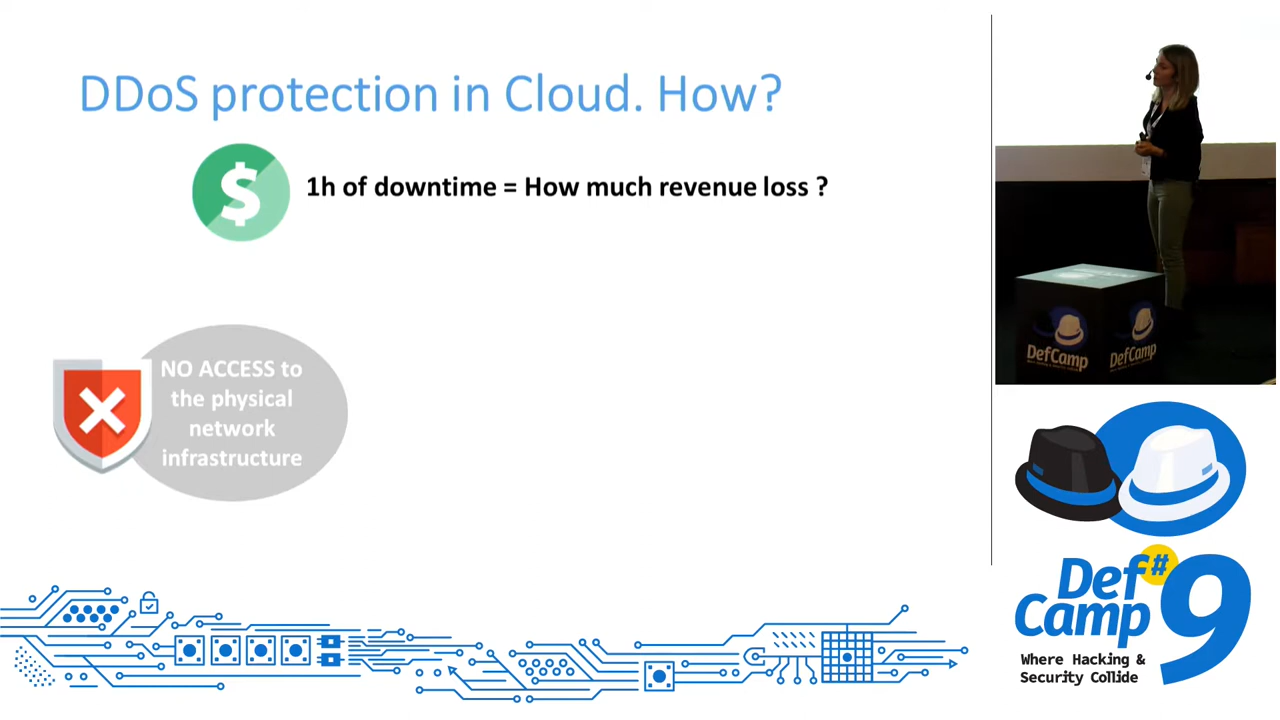 DDoS protection in Cloud. How?
$
1h of downtime = How much revenue loss ?
NO ACCESS to
the physical
network
infrastructure
DefCamp
DefCamp
Def
Camp
#
9
Where Hacking &
Security Collide